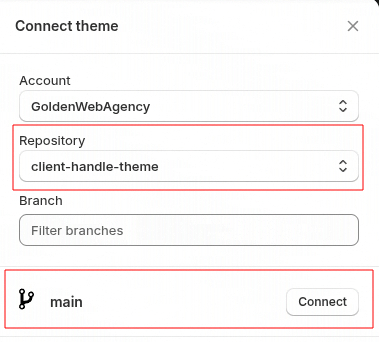 Connect theme
Account
GoldenWebAgency
Repository
client-handle-theme
Branch
Filter branches
main
Connect